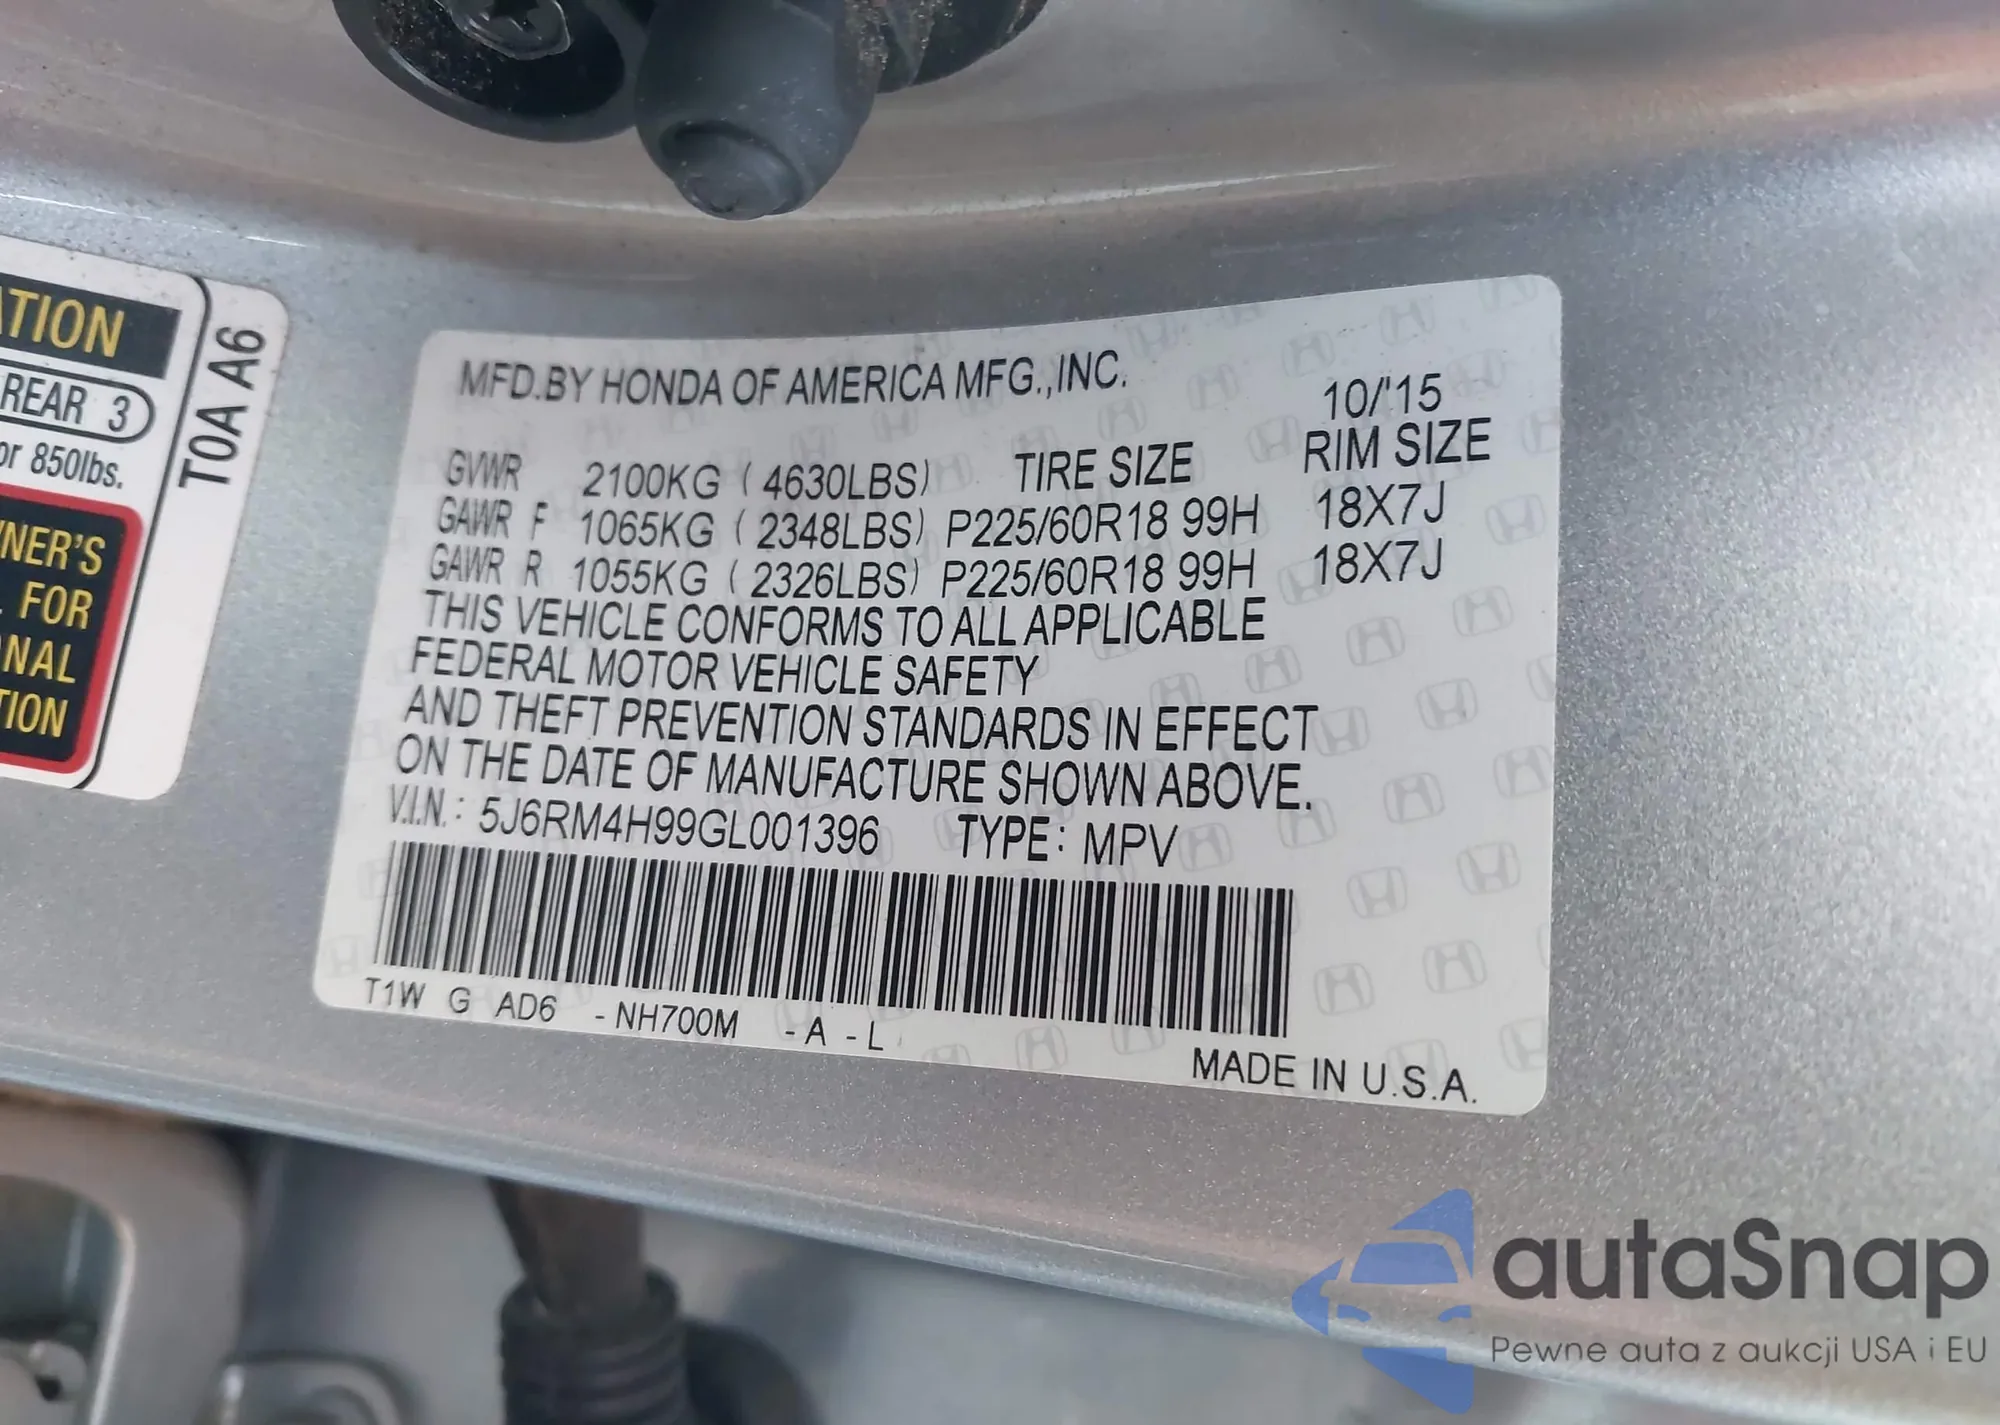 ATION
REAR 3
or 850lbs.
NER'S
FOR
NAL
TION
T0A A6
MFD.BY HONDA OF AMERICA MFG.,INC.
10/'15
GVWR 2100KG ( 4630LBS) TIRE SIZE RIM SIZE
GAWR F 1065KG ( 2348LBS) P225/60R18 99H 18X7J
GAWR R 1055KG ( 2326LBS) P225/60R18 99H 18X7J
THIS VEHICLE CONFORMS TO ALL APPLICABLE
FEDERAL MOTOR VEHICLE SAFETY
AND THEFT PREVENTION STANDARDS IN EFFECT
ON THE DATE OF MANUFACTURE SHOWN ABOVE.
V.I.N.: 5J6RM4H99GL001396 TYPE: MPV
T1W G AD6 -NH700M -A -L
MADE IN U.S.A.
autaSnap
Pewne auta z aukcji USA i EU